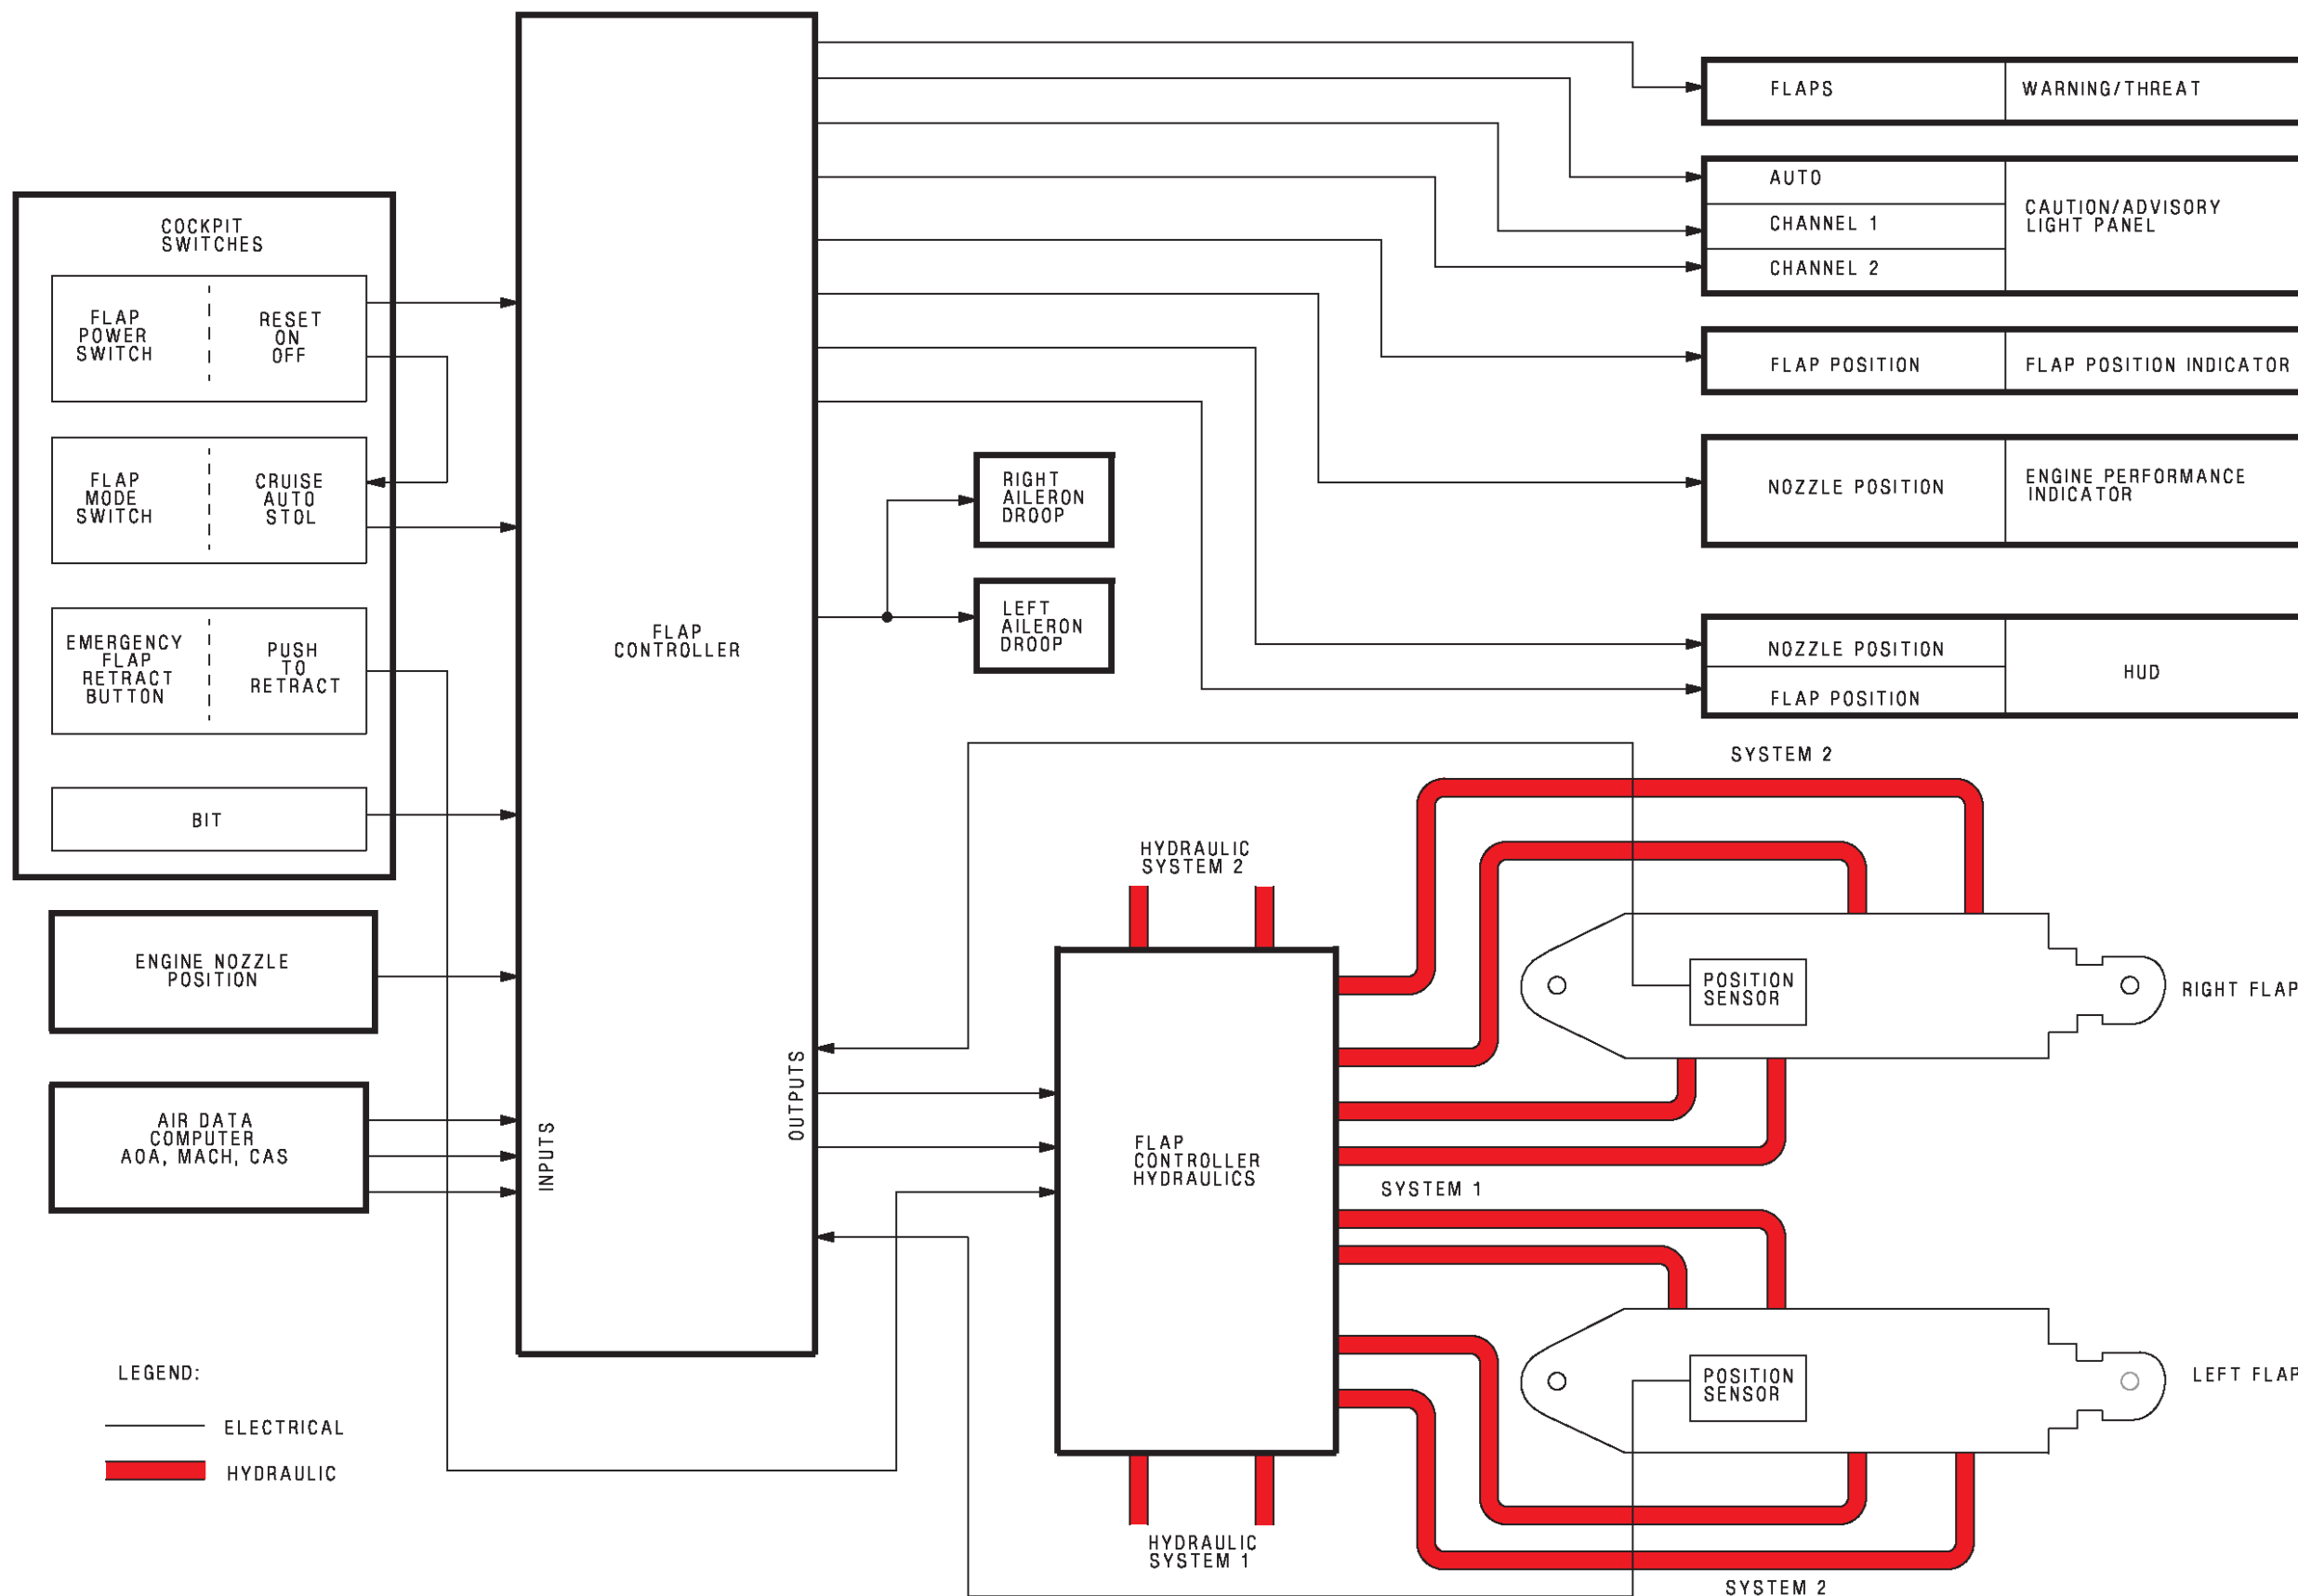 COCKPIT
SWITCHES
FLAP
POWER
SWITCH
RESET
ON
OFF
FLAP
MODE
SWITCH
CRUISE
AUTO
STOL
EMERGENCY
FLAP
RETRACT
BUTTON
PUSH
TO
RETRACT
BIT
ENGINE NOZZLE
POSITION
AIR DATA
COMPUTER
AOA, MACH, CAS
INPUTS
FLAP
CONTROLLER
OUTPUTS
RIGHT
AILERON
DROOP
LEFT
AILERON
DROOP
FLAPS
WARNING/THREAT
AUTO
CHANNEL 1
CHANNEL 2
CAUTION/ADVISORY
LIGHT PANEL
FLAP POSITION
FLAP POSITION INDICATOR
NOZZLE POSITION
ENGINE PERFORMANCE
INDICATOR
NOZZLE POSITION
FLAP POSITION
HUD
SYSTEM 2
HYDRAULIC
SYSTEM 2
POSITION
SENSOR
RIGHT FLAP
FLAP
CONTROLLER
HYDRAULICS
SYSTEM 1
POSITION
SENSOR
LEFT FLAP
HYDRAULIC
SYSTEM 1
SYSTEM 2
LEGEND:
ELECTRICAL
HYDRAULIC